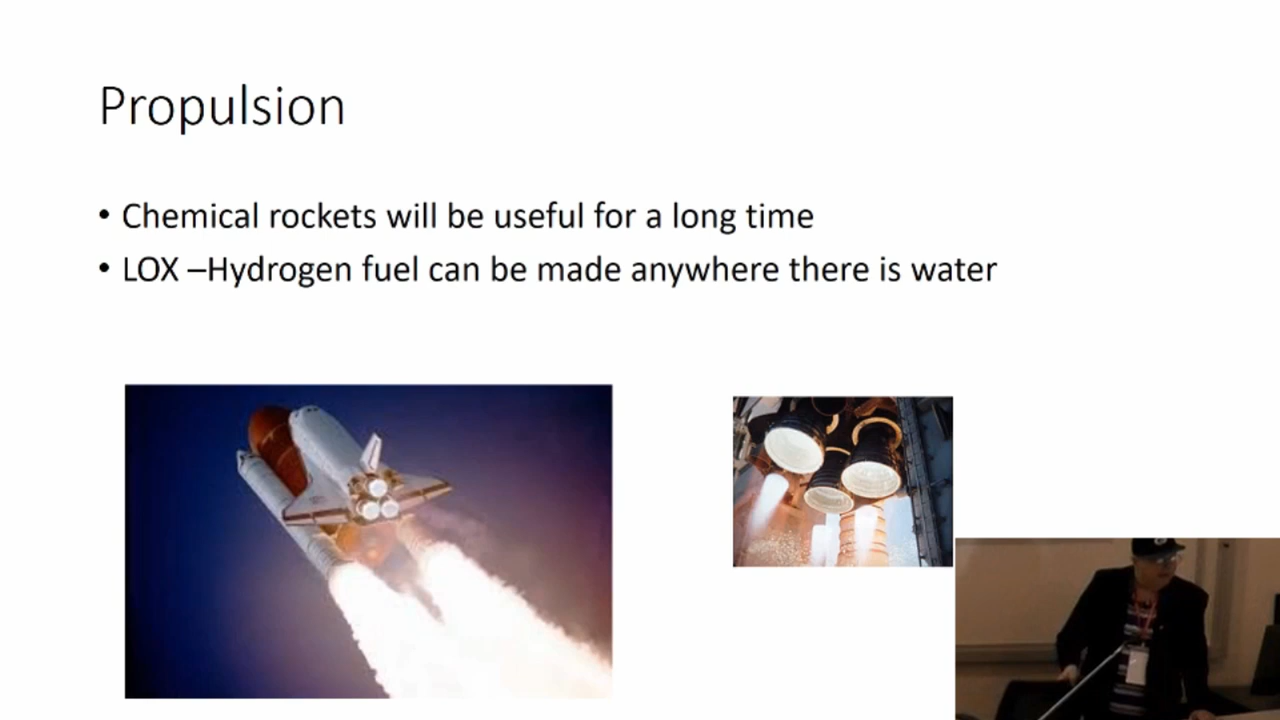 Propulsion
• Chemical rockets will be useful for a long time
• LOX –Hydrogen fuel can be made anywhere there is water